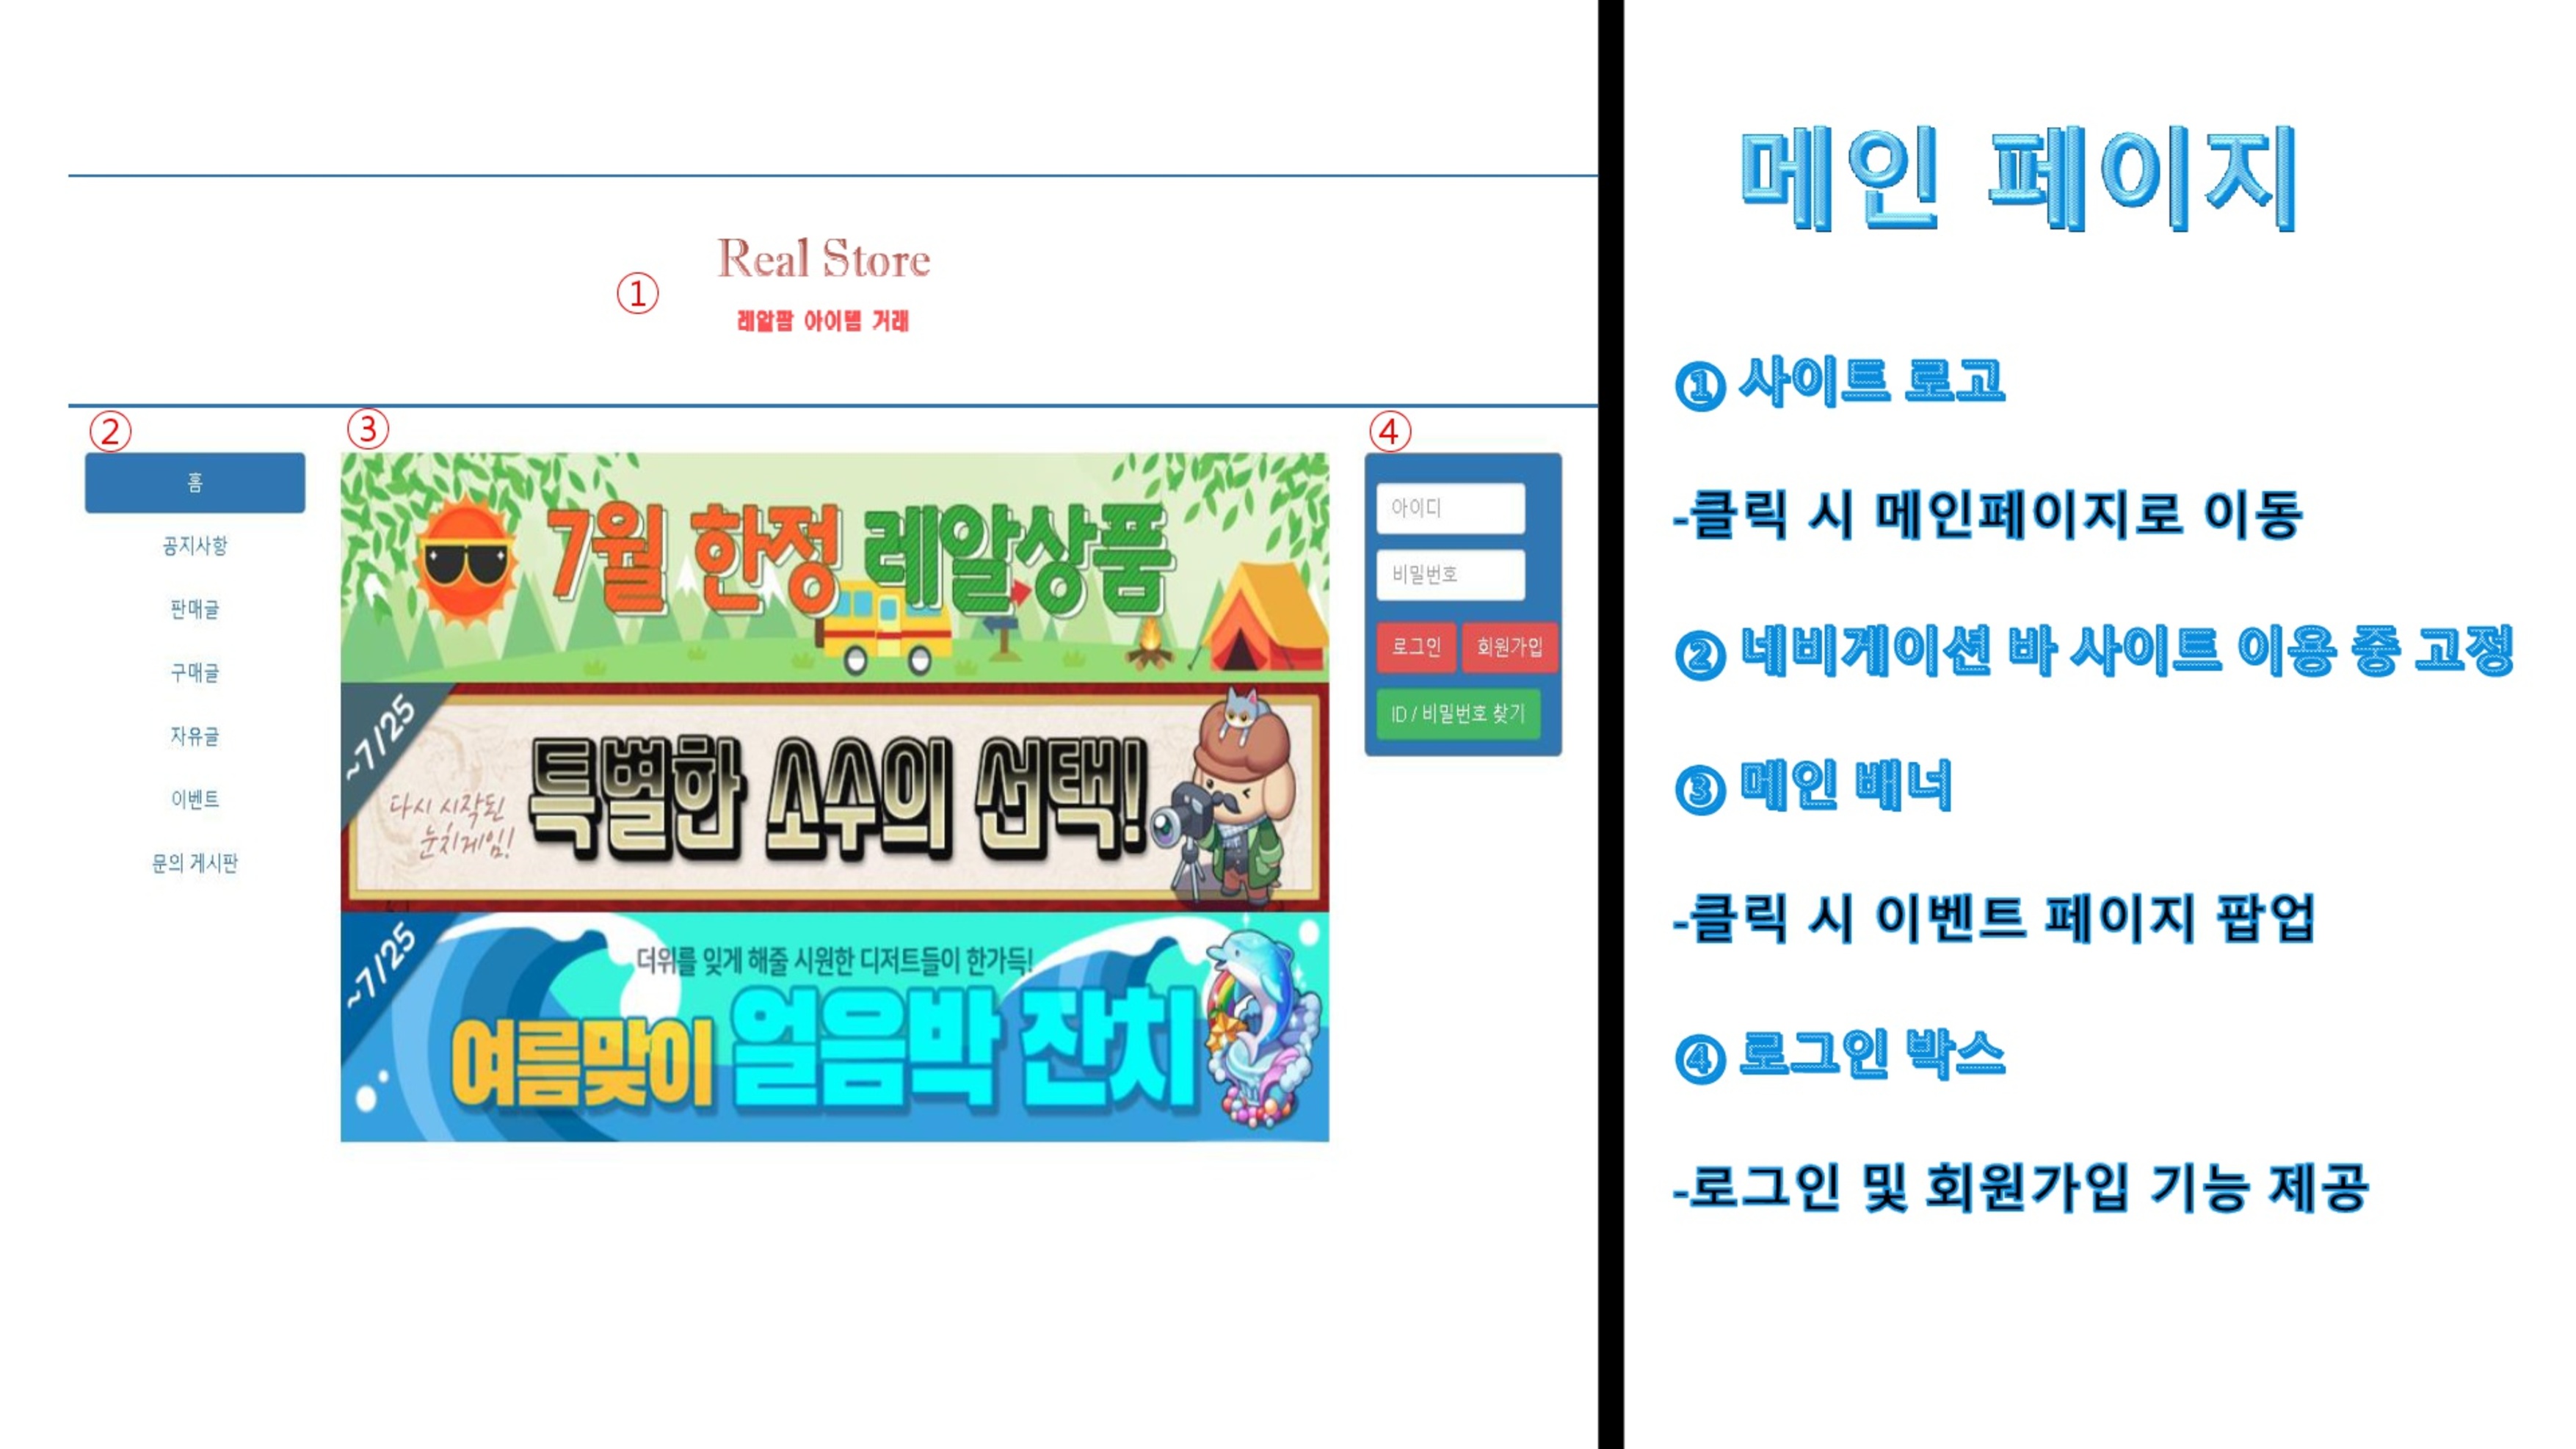 Real Store
①
레알팜 아이템 거래
②
홈
공지사항
판매글
구매글
자유글
이벤트
문의 게시판
③
7월 한정 레알상품
~7/25
다시 시작된
눈치게임!
특별한 소수의 선택!
~7/25
더위를 잊게 해줄 시원한 디저트들이 한가득!
여름맞이 얼음박 잔치
④
아이디
비밀번호
로그인 회원가입
ID / 비밀번호 찾기
메인 페이지
❶ 사이트 로고
-클릭 시 메인페이지로 이동
❷ 네비게이션 바 사이트 이용 중 고정
❸ 메인 배너
-클릭 시 이벤트 페이지 팝업
❹ 로그인 박스
-로그인 및 회원가입 기능 제공